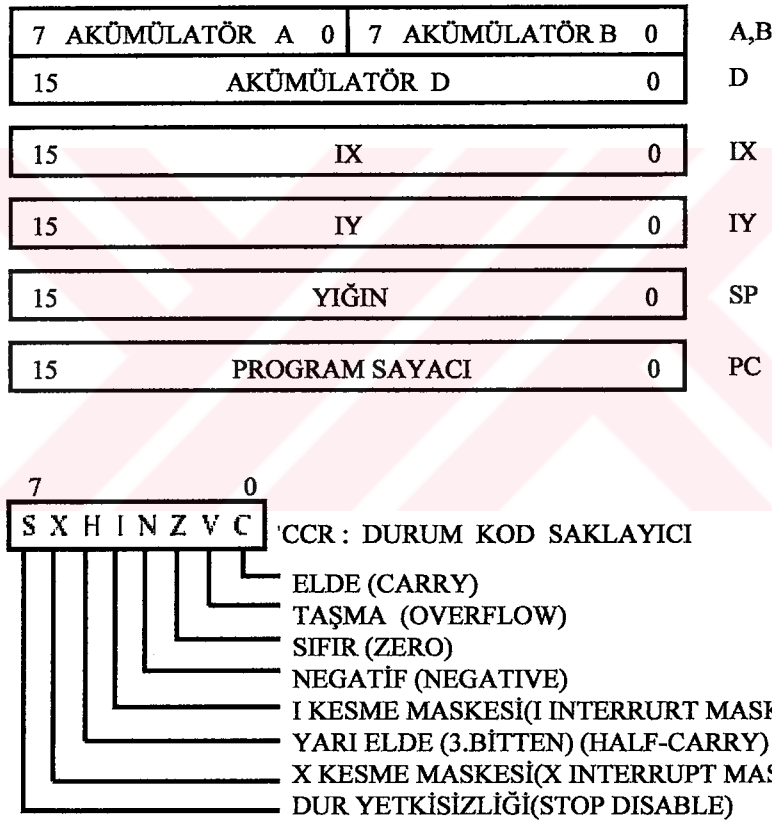 7 AKÜMÜLATÖR A 0 7 AKÜMÜLATÖR B 0 A,B
15 AKÜMÜLATÖR D 0 D
15 IX 0 IX
15 IY 0 IY
15 YIĞIN 0 SP
15 PROGRAM SAYACI 0 PC
7 0
S X H I N Z V C CCR : DURUM KOD SAKLAYICI
ELDE (CARRY)
TAŞMA (OVERFLOW)
SIFIR (ZERO)
NEGATİF (NEGATIVE)
I KESME MASKESİ(I INTERRURT MASK
YARI ELDE (3.BİTTEN) (HALF-CARRY)
X KESME MASKESİ(X INTERRUPT MAS
DUR YETKİSİZLİĞİ(STOP DISABLE)